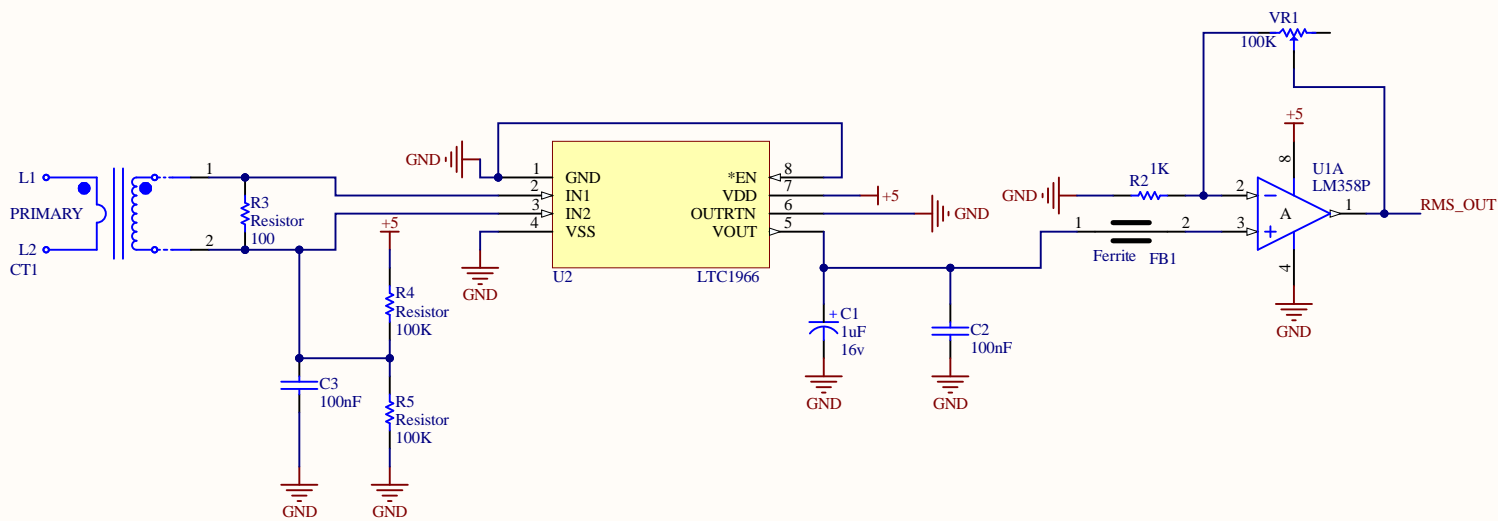 VR1
100K
+5
U1A
LM358P
8
A
2
3
1
4
GND
RMS_OUT
GND
R2
1K
1
2
Ferrite
FB1
L1
PRIMARY
L2
CT1
1
2
R3
Resistor
100
+5
R4
Resistor
100K
R5
Resistor
100K
C3
100nF
GND
GND
GND
GND
1
GND
2
IN1
3
IN2
4
VSS
*EN
8
VDD
7
OUTRTN
6
VOUT
5
U2
LTC1966
+5
GND
+
C1
1uF
16v
GND
C2
100nF
GND